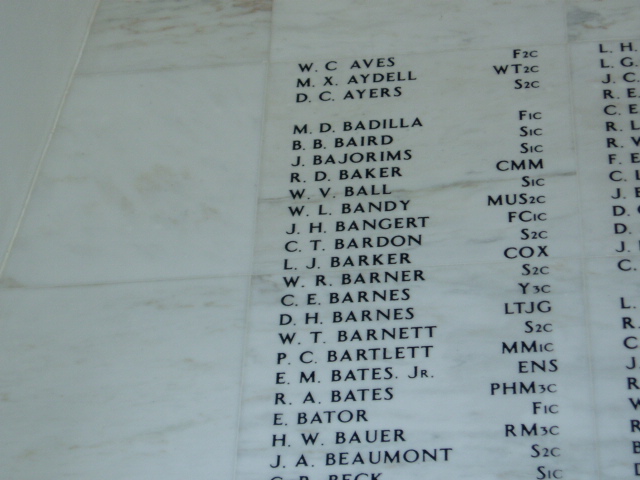 W. C AVES F2C
M. X. AYDELL WT2C
D. C. AYERS S2C
M. D. BADILLA F1C
B. B. BAIRD S1C
J. BAJORIMS S1C
R. D. BAKER CMM
W. V. BALL S1C
W. L. BANDY MUS2C
J. H. BANGERT FC1C
C. T. BARDON S2C
L. J. BARKER COX
W. R. BARNER S2C
C. E. BARNES Y3C
D. H. BARNES LTJG
W. T. BARNETT S2C
P. C. BARTLETT MM1C
E. M. BATES. JR. ENS
R. A. BATES PHM3C
E. BATOR F1C
H. W. BAUER RM3C
J. A. BEAUMONT S2C
BECK S1C
L. H.
L. G.
J. C.
R. E.
C. E
R. L
R.
F. E
C.
J.
D.
D.
J.
C.
L.
R.
C
J.
R